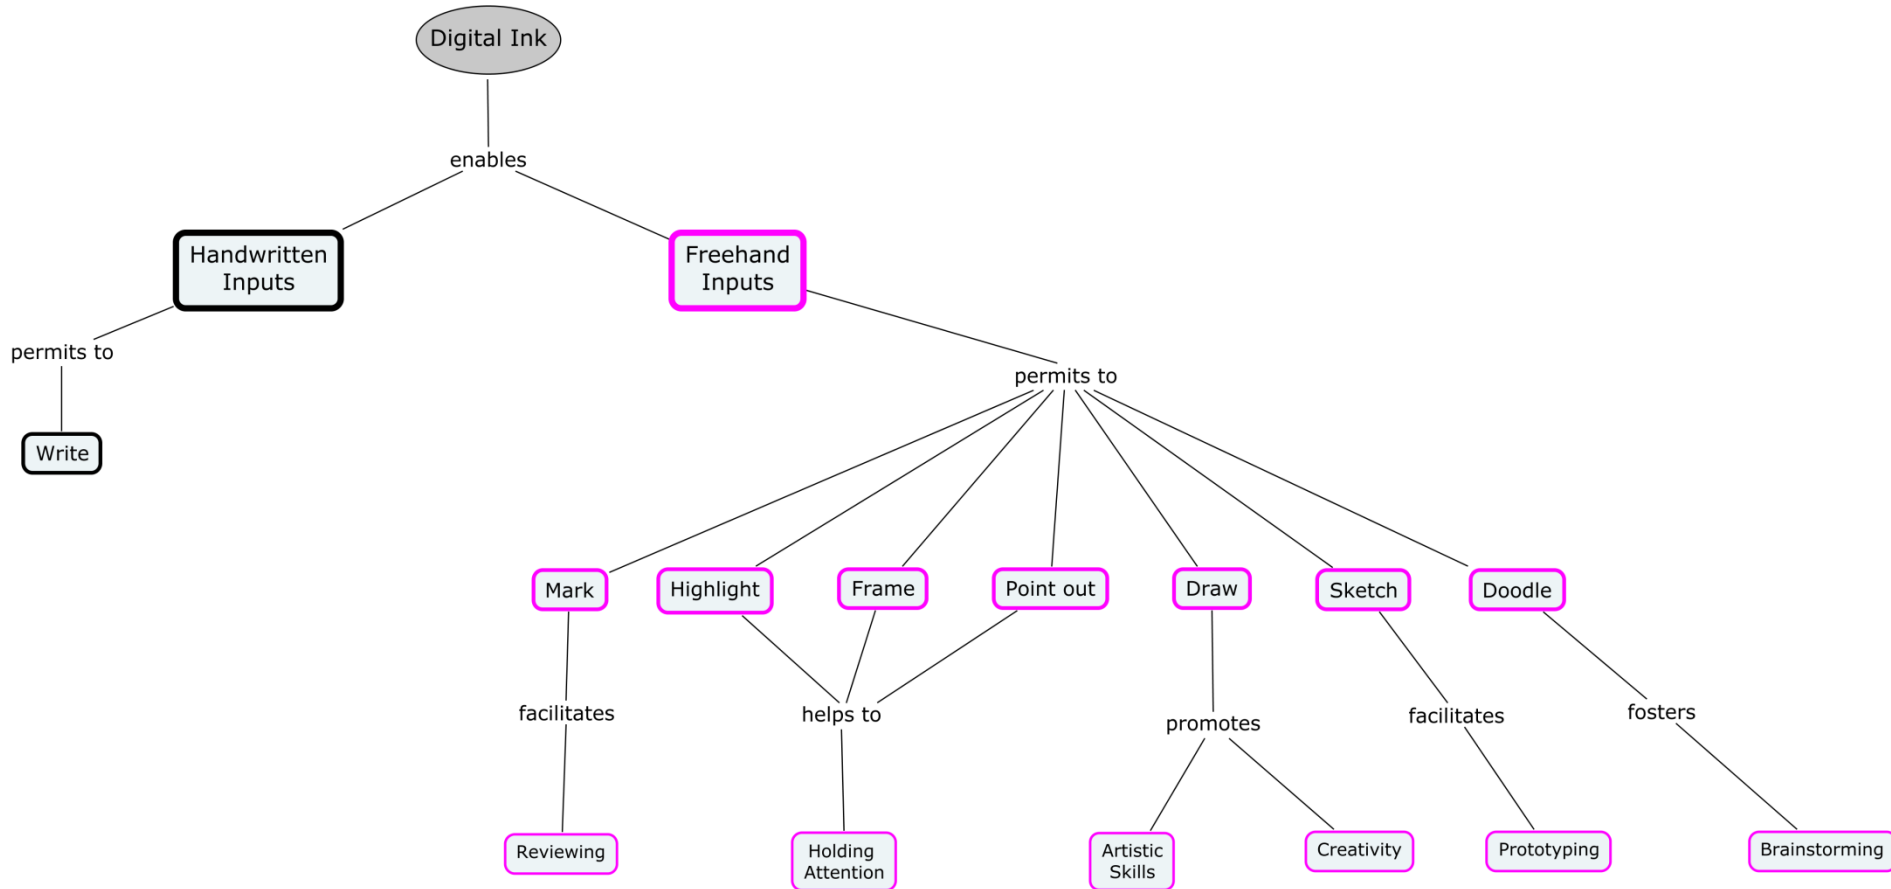 Digital Ink
enables
Handwritten
Inputs
Freehand
Inputs
permits to
permits to
Write
Mark
Highlight
Frame
Point out
Draw
Sketch
Doodle
facilitates
helps to
promotes
facilitates
fosters
Reviewing
Holding
Attention
Artistic
Skills
Creativity
Prototyping
Brainstorming